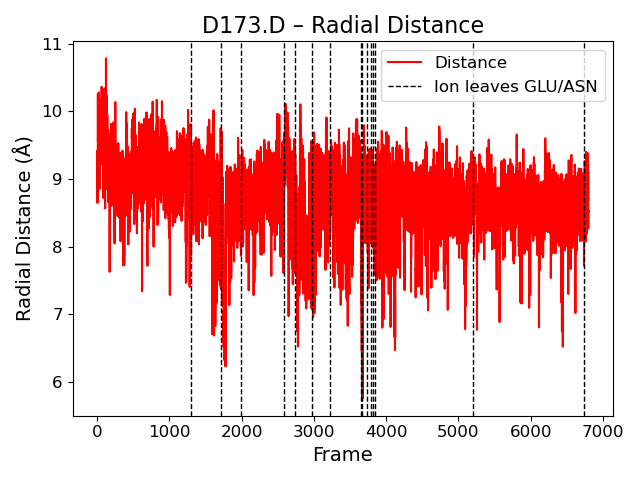 D173.D – Radial Distance
11
10
9
8
7
6
Radial Distance (Å)
Distance
Ion leaves GLU/ASN
0 1000 2000 3000 4000 5000 6000 7000
Frame